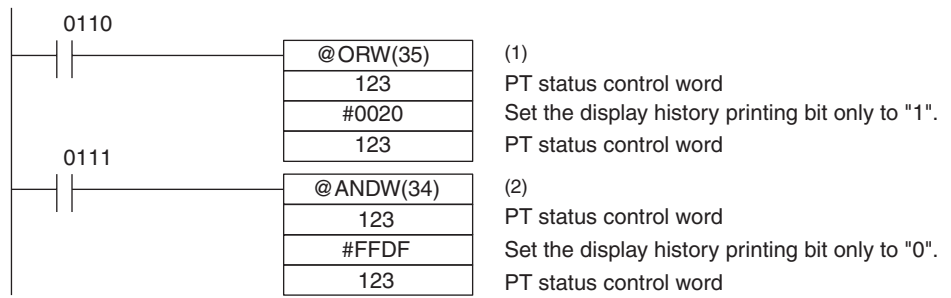 0110
@ORW(35) (1)
123 PT status control word
#0020 Set the display history printing bit only to "1".
123 PT status control word
0111
@ANDW(34) (2)
123 PT status control word
#FFDF Set the display history printing bit only to "0".
123 PT status control word